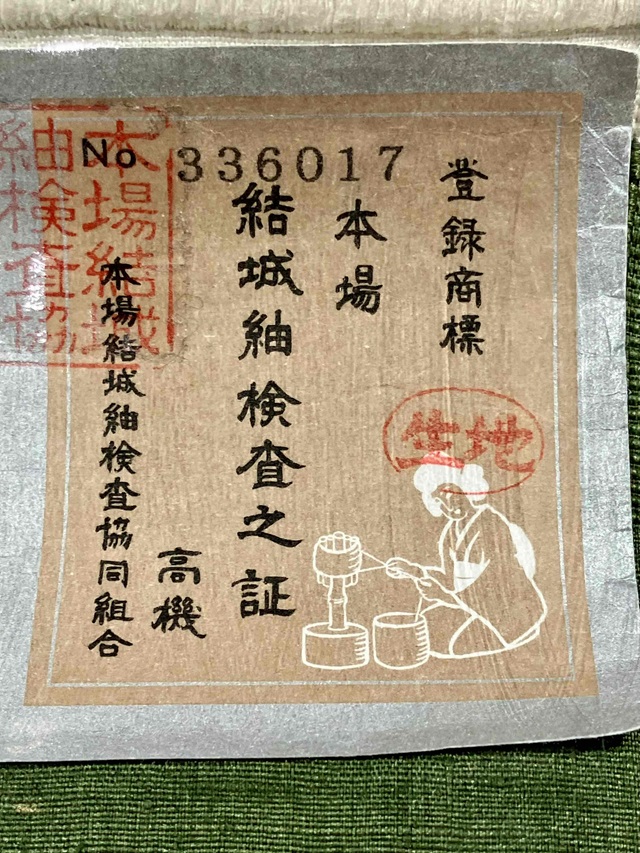 No 336017
登録商標
本場
結城紬検査之証
高機
本場結城紬検査協同組合
生地
本場結城
紬検査協